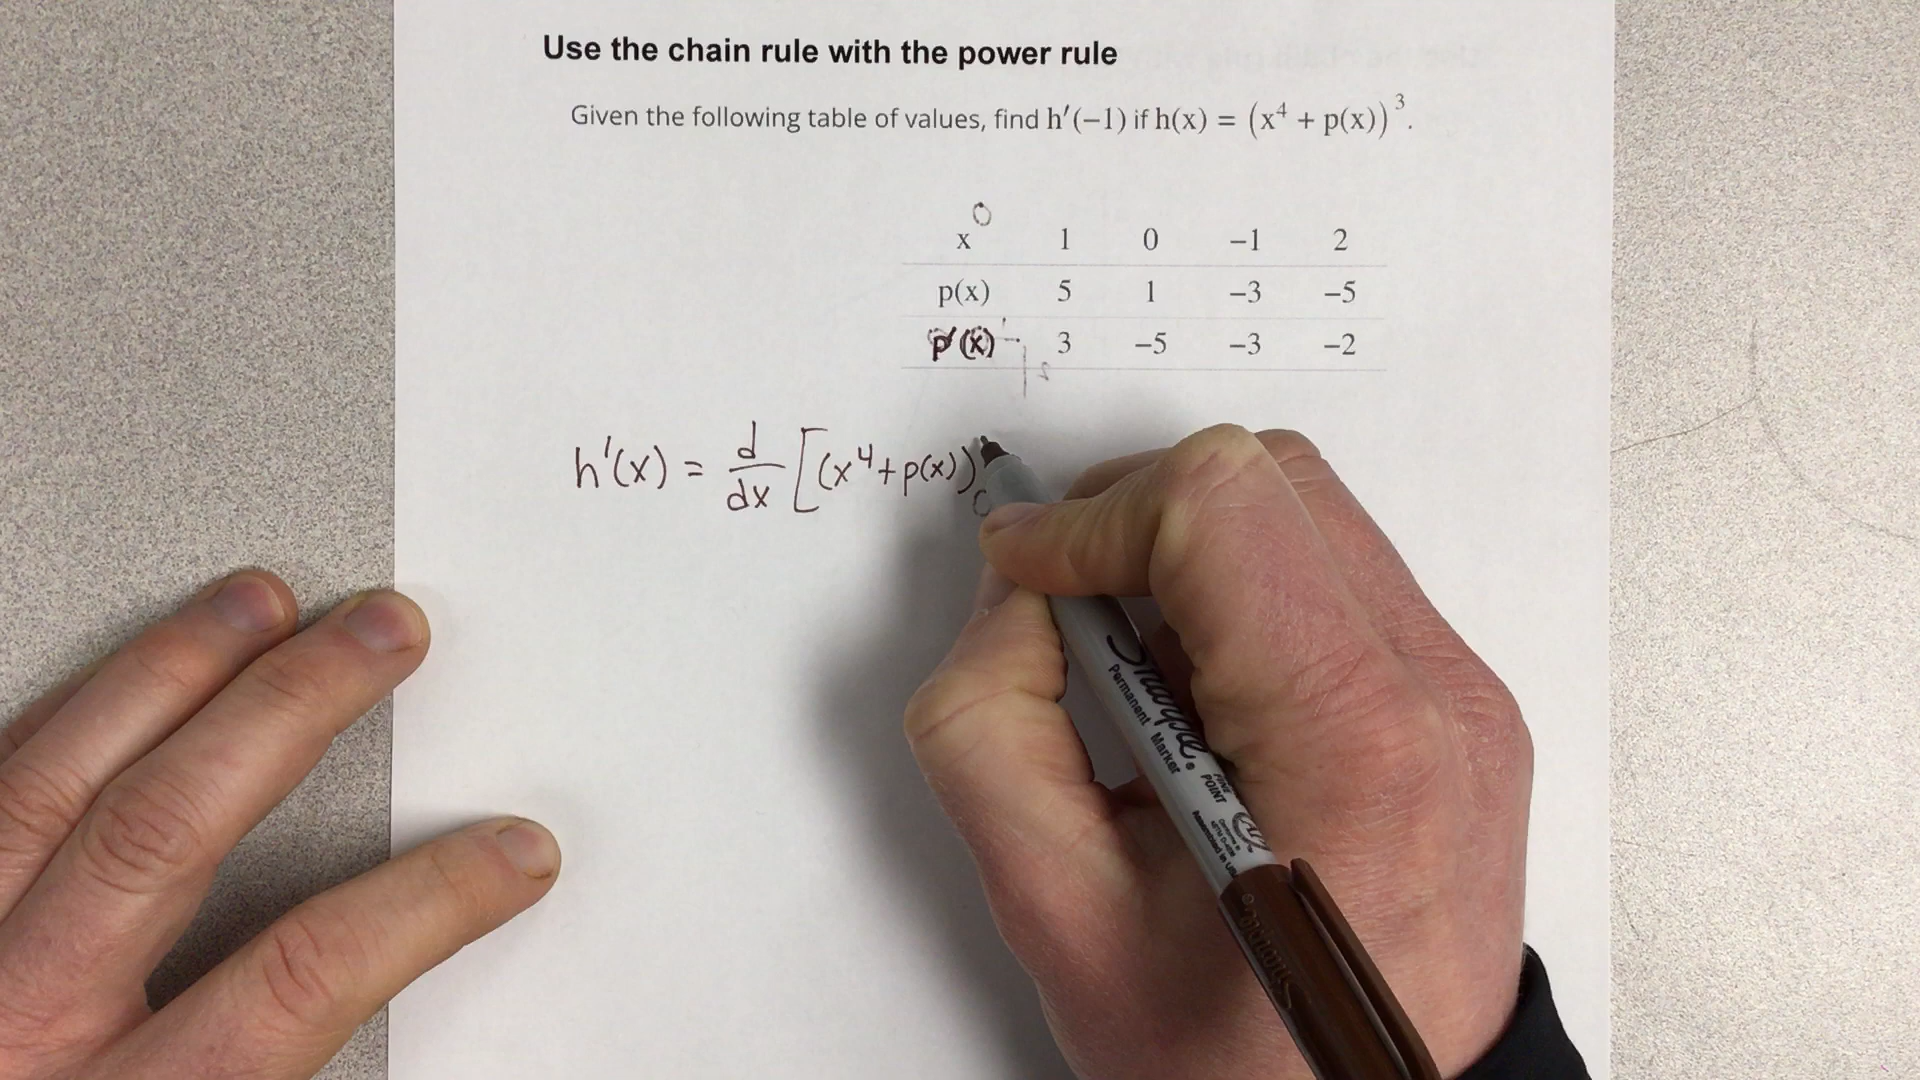 Use the chain rule with the power rule
Given the following table of values, find h′(−1) if h(x) = (x⁴ + p(x))³.
x 1 0 −1 2
p(x) 5 1 −3 −5
p′(x) 3 −5 −3 −2
h'(x) = d/dx [(x⁴+p(x))
Sharpie.
Permanent Marker
FINE POINT
Sharpie